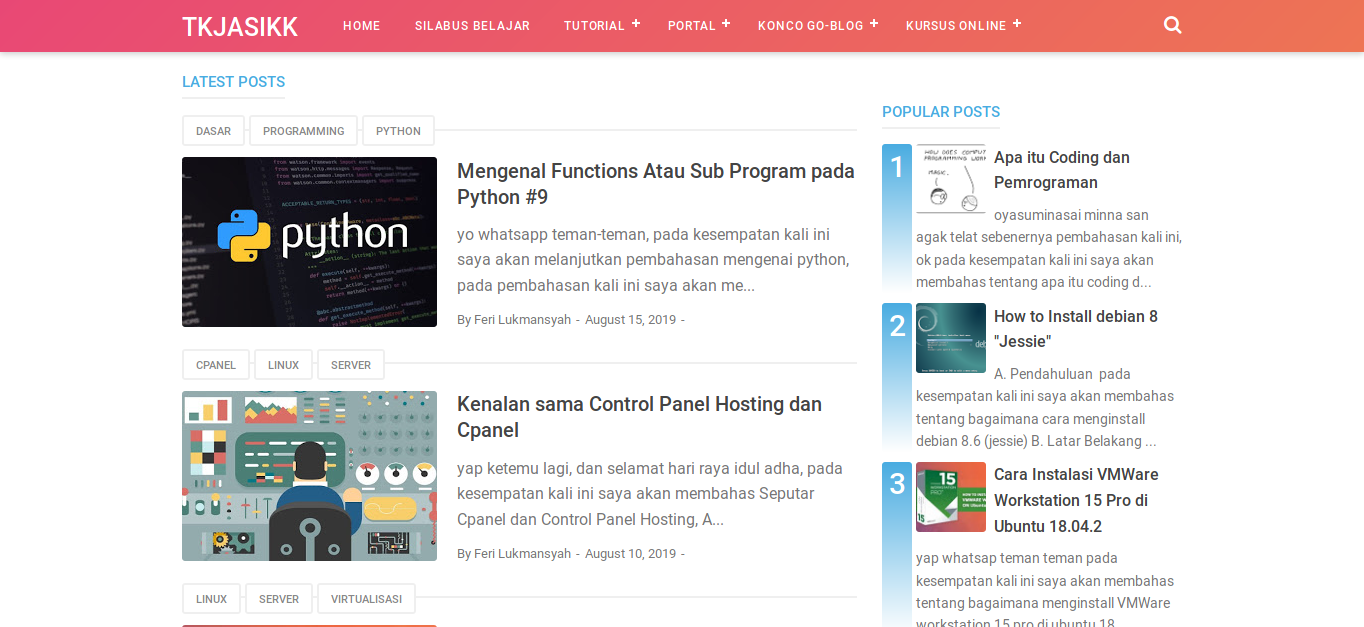 TKJASIKK
HOME
SILABUS BELAJAR
TUTORIAL +
PORTAL +
KONCO GO-BLOG +
KURSUS ONLINE +
LATEST POSTS
DASAR
PROGRAMMING
PYTHON
python
Mengenal Functions Atau Sub Program pada
Python #9
yo whatsapp teman-teman, pada kesempatan kali ini
saya akan melanjutkan pembahasan mengenai python,
pada pembahasan kali ini saya akan me...
By Feri Lukmansyah - August 15, 2019 -
CPANEL
LINUX
SERVER
Kenalan sama Control Panel Hosting dan
Cpanel
yap ketemu lagi, dan selamat hari raya idul adha, pada
kesempatan kali ini saya akan membahas Seputar
Cpanel dan Control Panel Hosting, A...
By Feri Lukmansyah - August 10, 2019 -
LINUX
SERVER
VIRTUALISASI
POPULAR POSTS
1
Apa itu Coding dan
Pemrograman
oyasuminasai minna san
agak telat sebenernya pembahasan kali ini,
ok pada kesempatan kali ini saya akan
membahas tentang apa itu coding d...
2
How to Install debian 8
"Jessie"
A. Pendahuluan pada
kesempatan kali ini saya akan membahas
tentang bagaimana cara menginstall
debian 8.6 (jessie) B. Latar Belakang ...
3
15
Cara Instalasi VMWare
Workstation 15 Pro di
Ubuntu 18.04.2
yap whatsap teman teman pada
kesempatan kali ini saya akan membahas
tentang bagaimana menginstall VMWare
workstation 15 pro di ubuntu 18